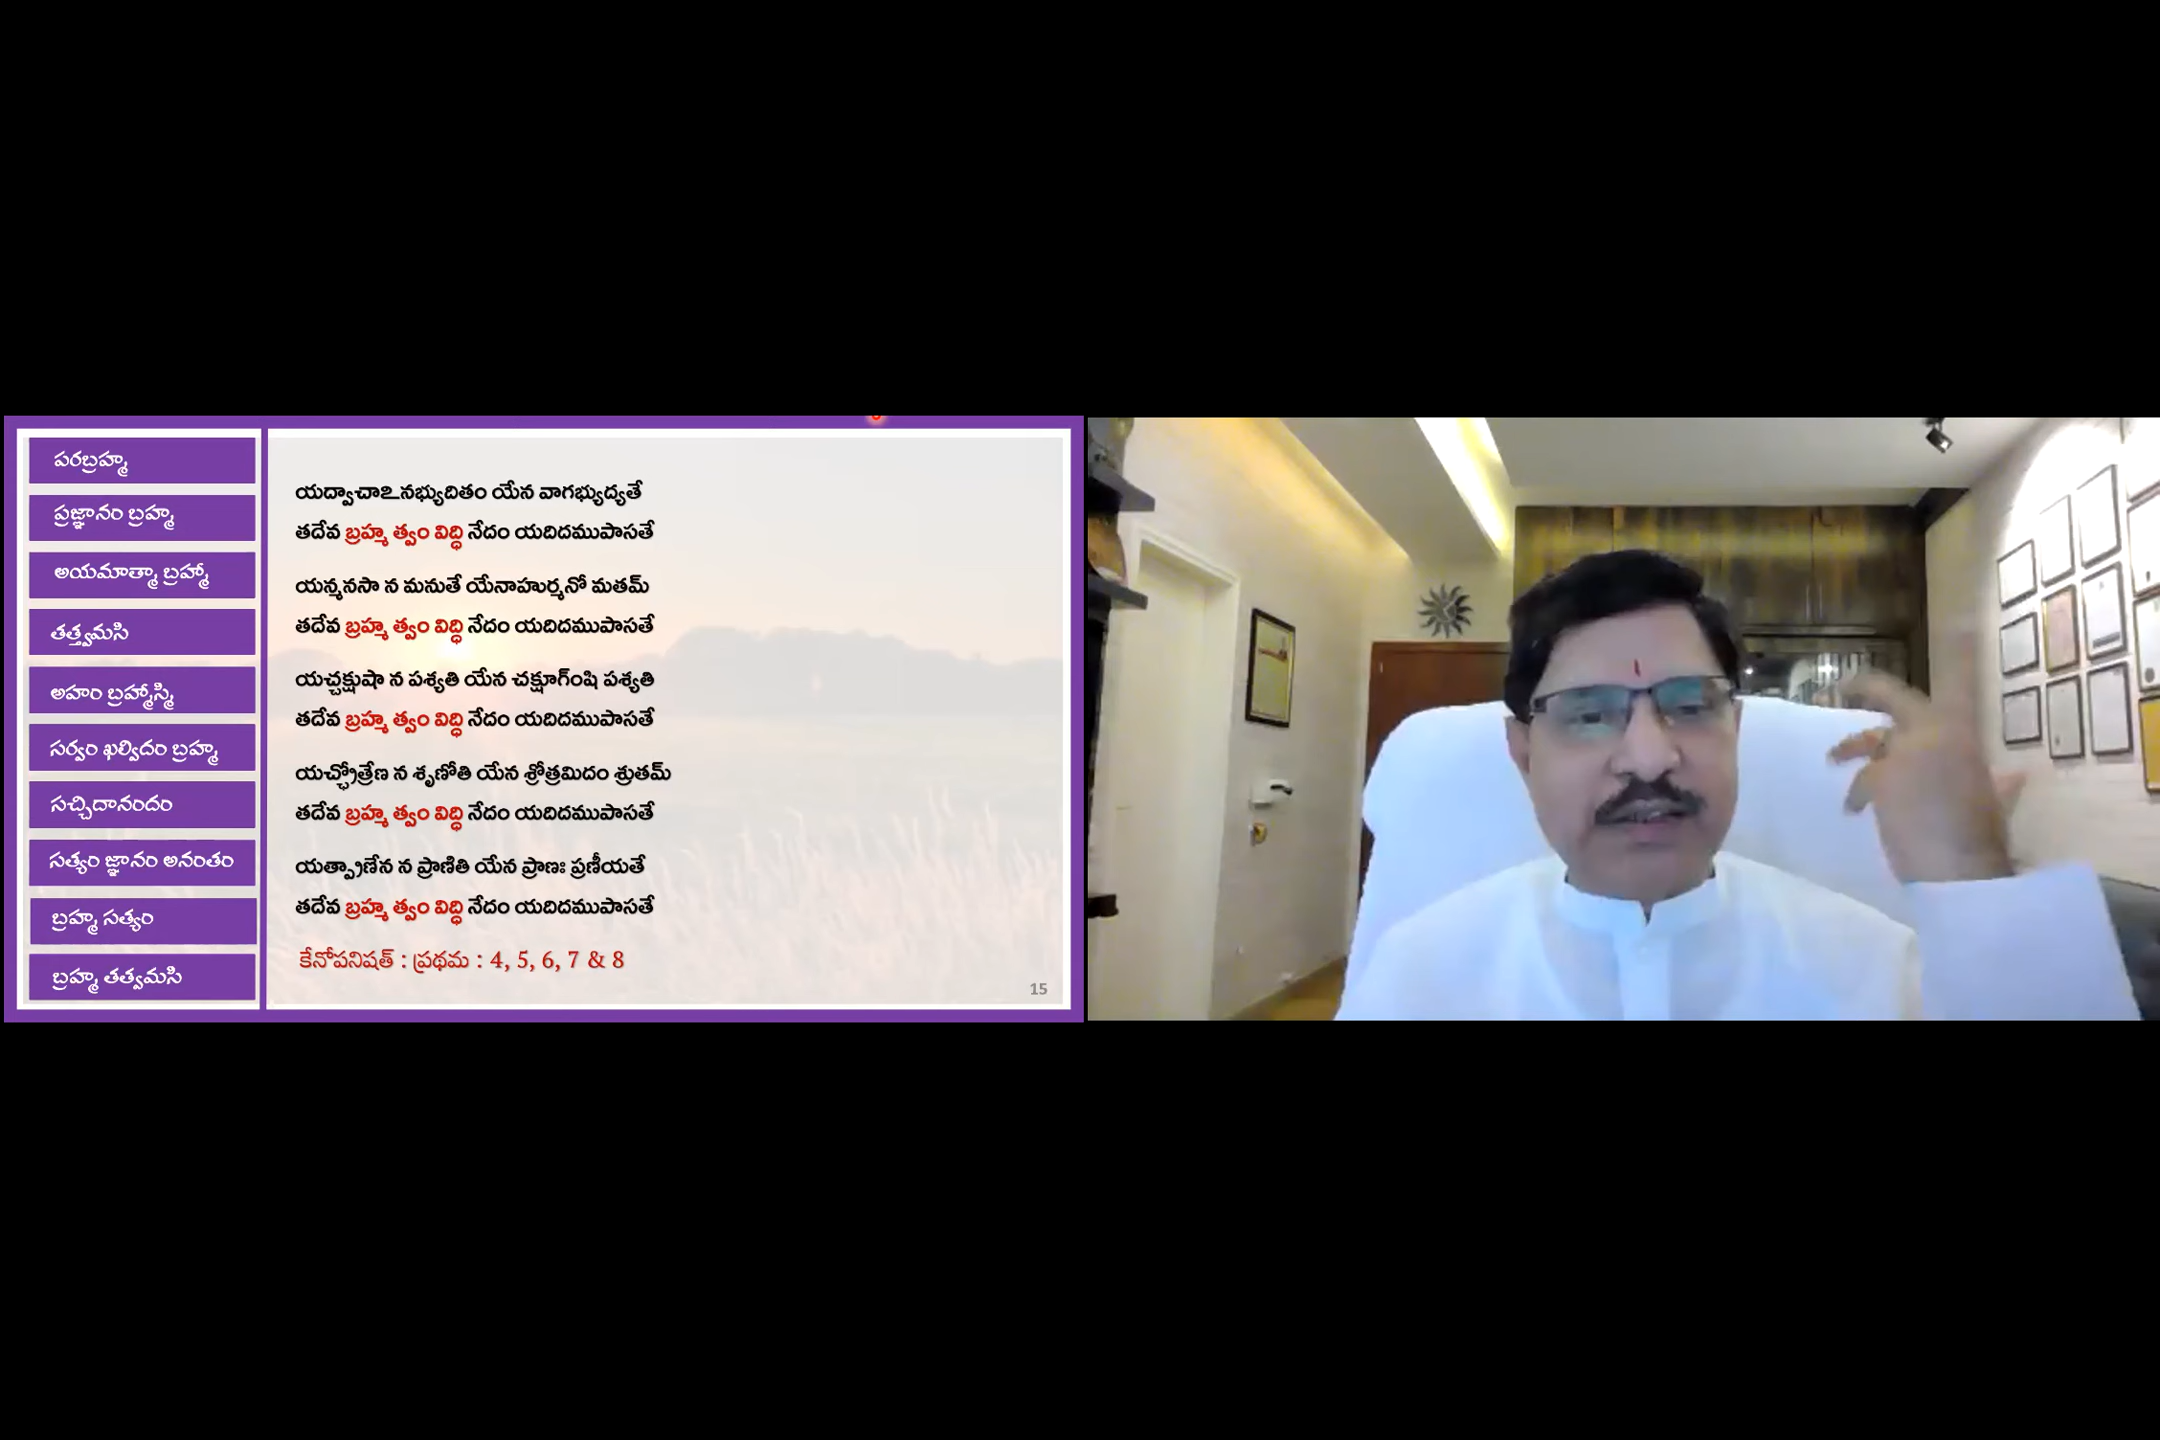 పరబ్రహ్మ
ప్రజ్ఞానం బ్రహ్మ
అయమాత్మా బ్రహ్మా
తత్త్వమసి
అహం బ్రహ్మాస్మి
సర్వం ఖల్విదం బ్రహ్మ
సచ్చిదానందం
సత్యం జ్ఞానం అనంతం
బ్రహ్మ సత్యం
బ్రహ్మ తత్వమసి
యద్వాచాఽనభ్యుదితం యేన వాగభ్యుద్యతే
తదేవ బ్రహ్మ త్వం విద్ధి నేదం యదిదముపాసతే
యన్మనసా న మనుతే యేనాహుర్మనో మతమ్
తదేవ బ్రహ్మ త్వం విద్ధి నేదం యదిదముపాసతే
యచ్చక్షుషా న పశ్యతి యేన చక్షూగ్ంషి పశ్యతి
తదేవ బ్రహ్మ త్వం విద్ధి నేదం యదిదముపాసతే
యచ్ఛ్రోత్రేణ న శృణోతి యేన శ్రోత్రమిదం శ్రుతమ్
తదేవ బ్రహ్మ త్వం విద్ధి నేదం యదిదముపాసతే
యత్ప్రాణేన న ప్రాణితి యేన ప్రాణః ప్రణీయతే
తదేవ బ్రహ్మ త్వం విద్ధి నేదం యదిదముపాసతే
కేనోపనిషత్ : ప్రథమ : 4, 5, 6, 7 & 8
15